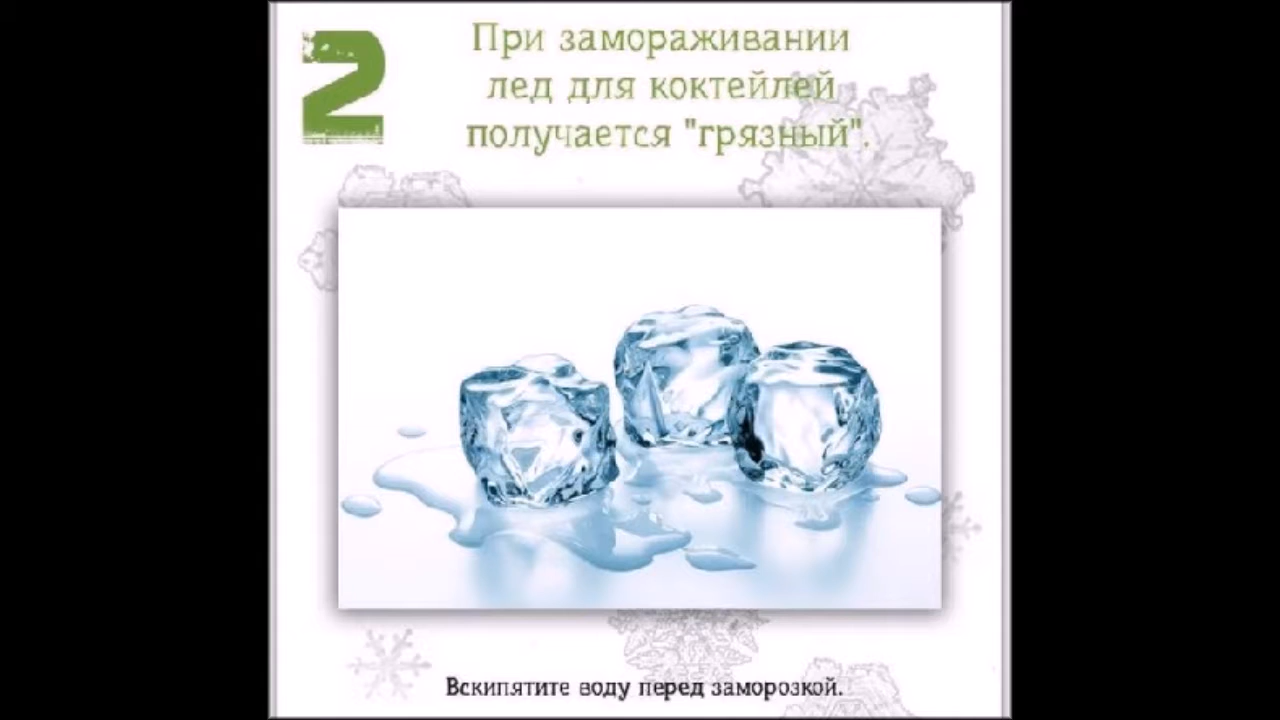 2
При замораживании
лед для коктейлей
получается "грязный".
Вскипятите воду перед заморозкой.